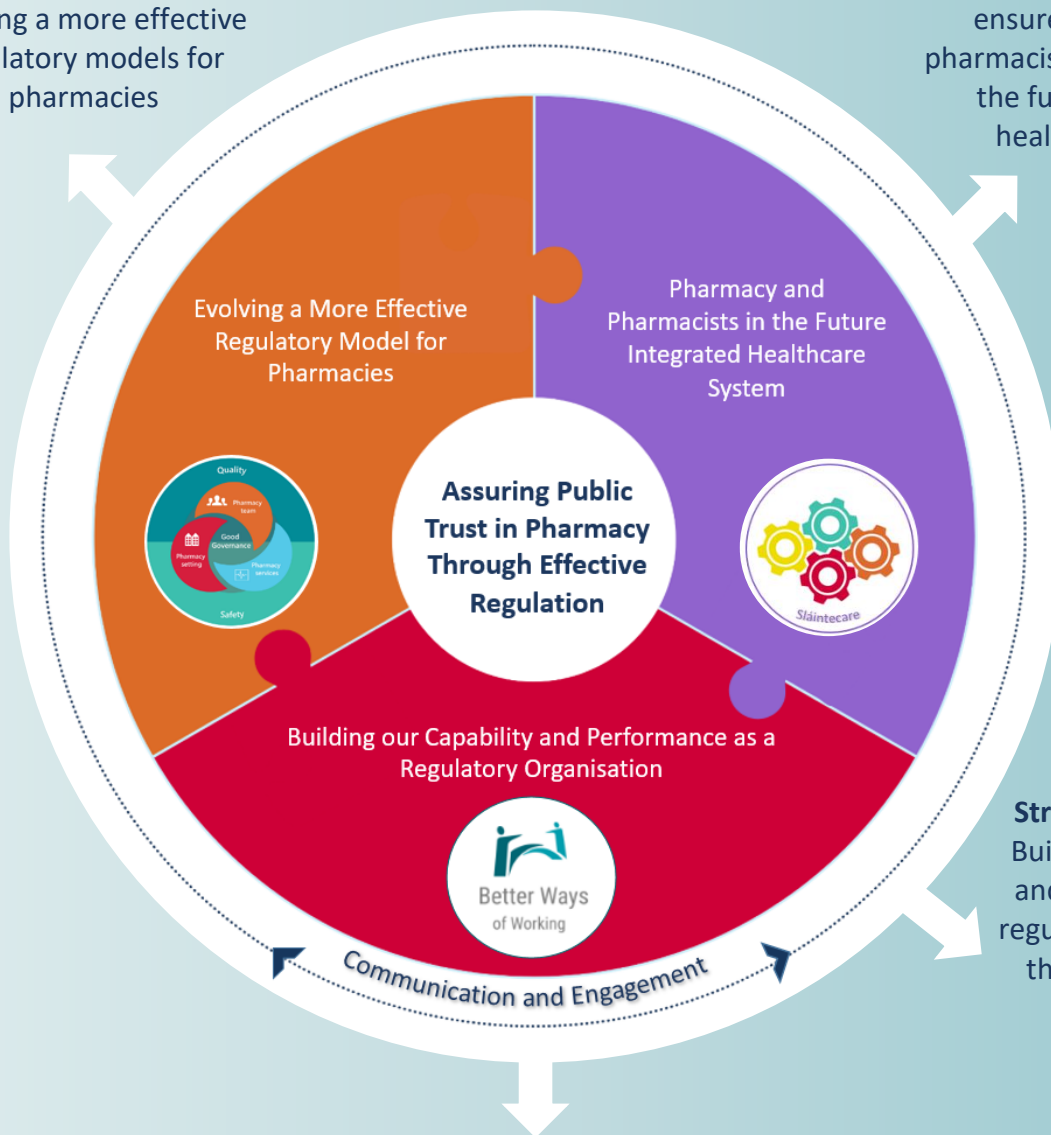 ng a more effective
latory models for
pharmacies
ensure
pharmacis
the fu
heal
Evolving a More Effective
Regulatory Model for
Pharmacies
Pharmacy and
Pharmacists in the Future
Integrated Healthcare
System
Quality
Pharmacy
team
Good
Governance
Pharmacy
setting
Pharmacy
services
Safety
Assuring Public
Trust in Pharmacy
Through Effective
Regulation
Sláintecare
Building our Capability and Performance as a
Regulatory Organisation
Better Ways
of Working
Communication and Engagement
Str
Bui
and
regu
th